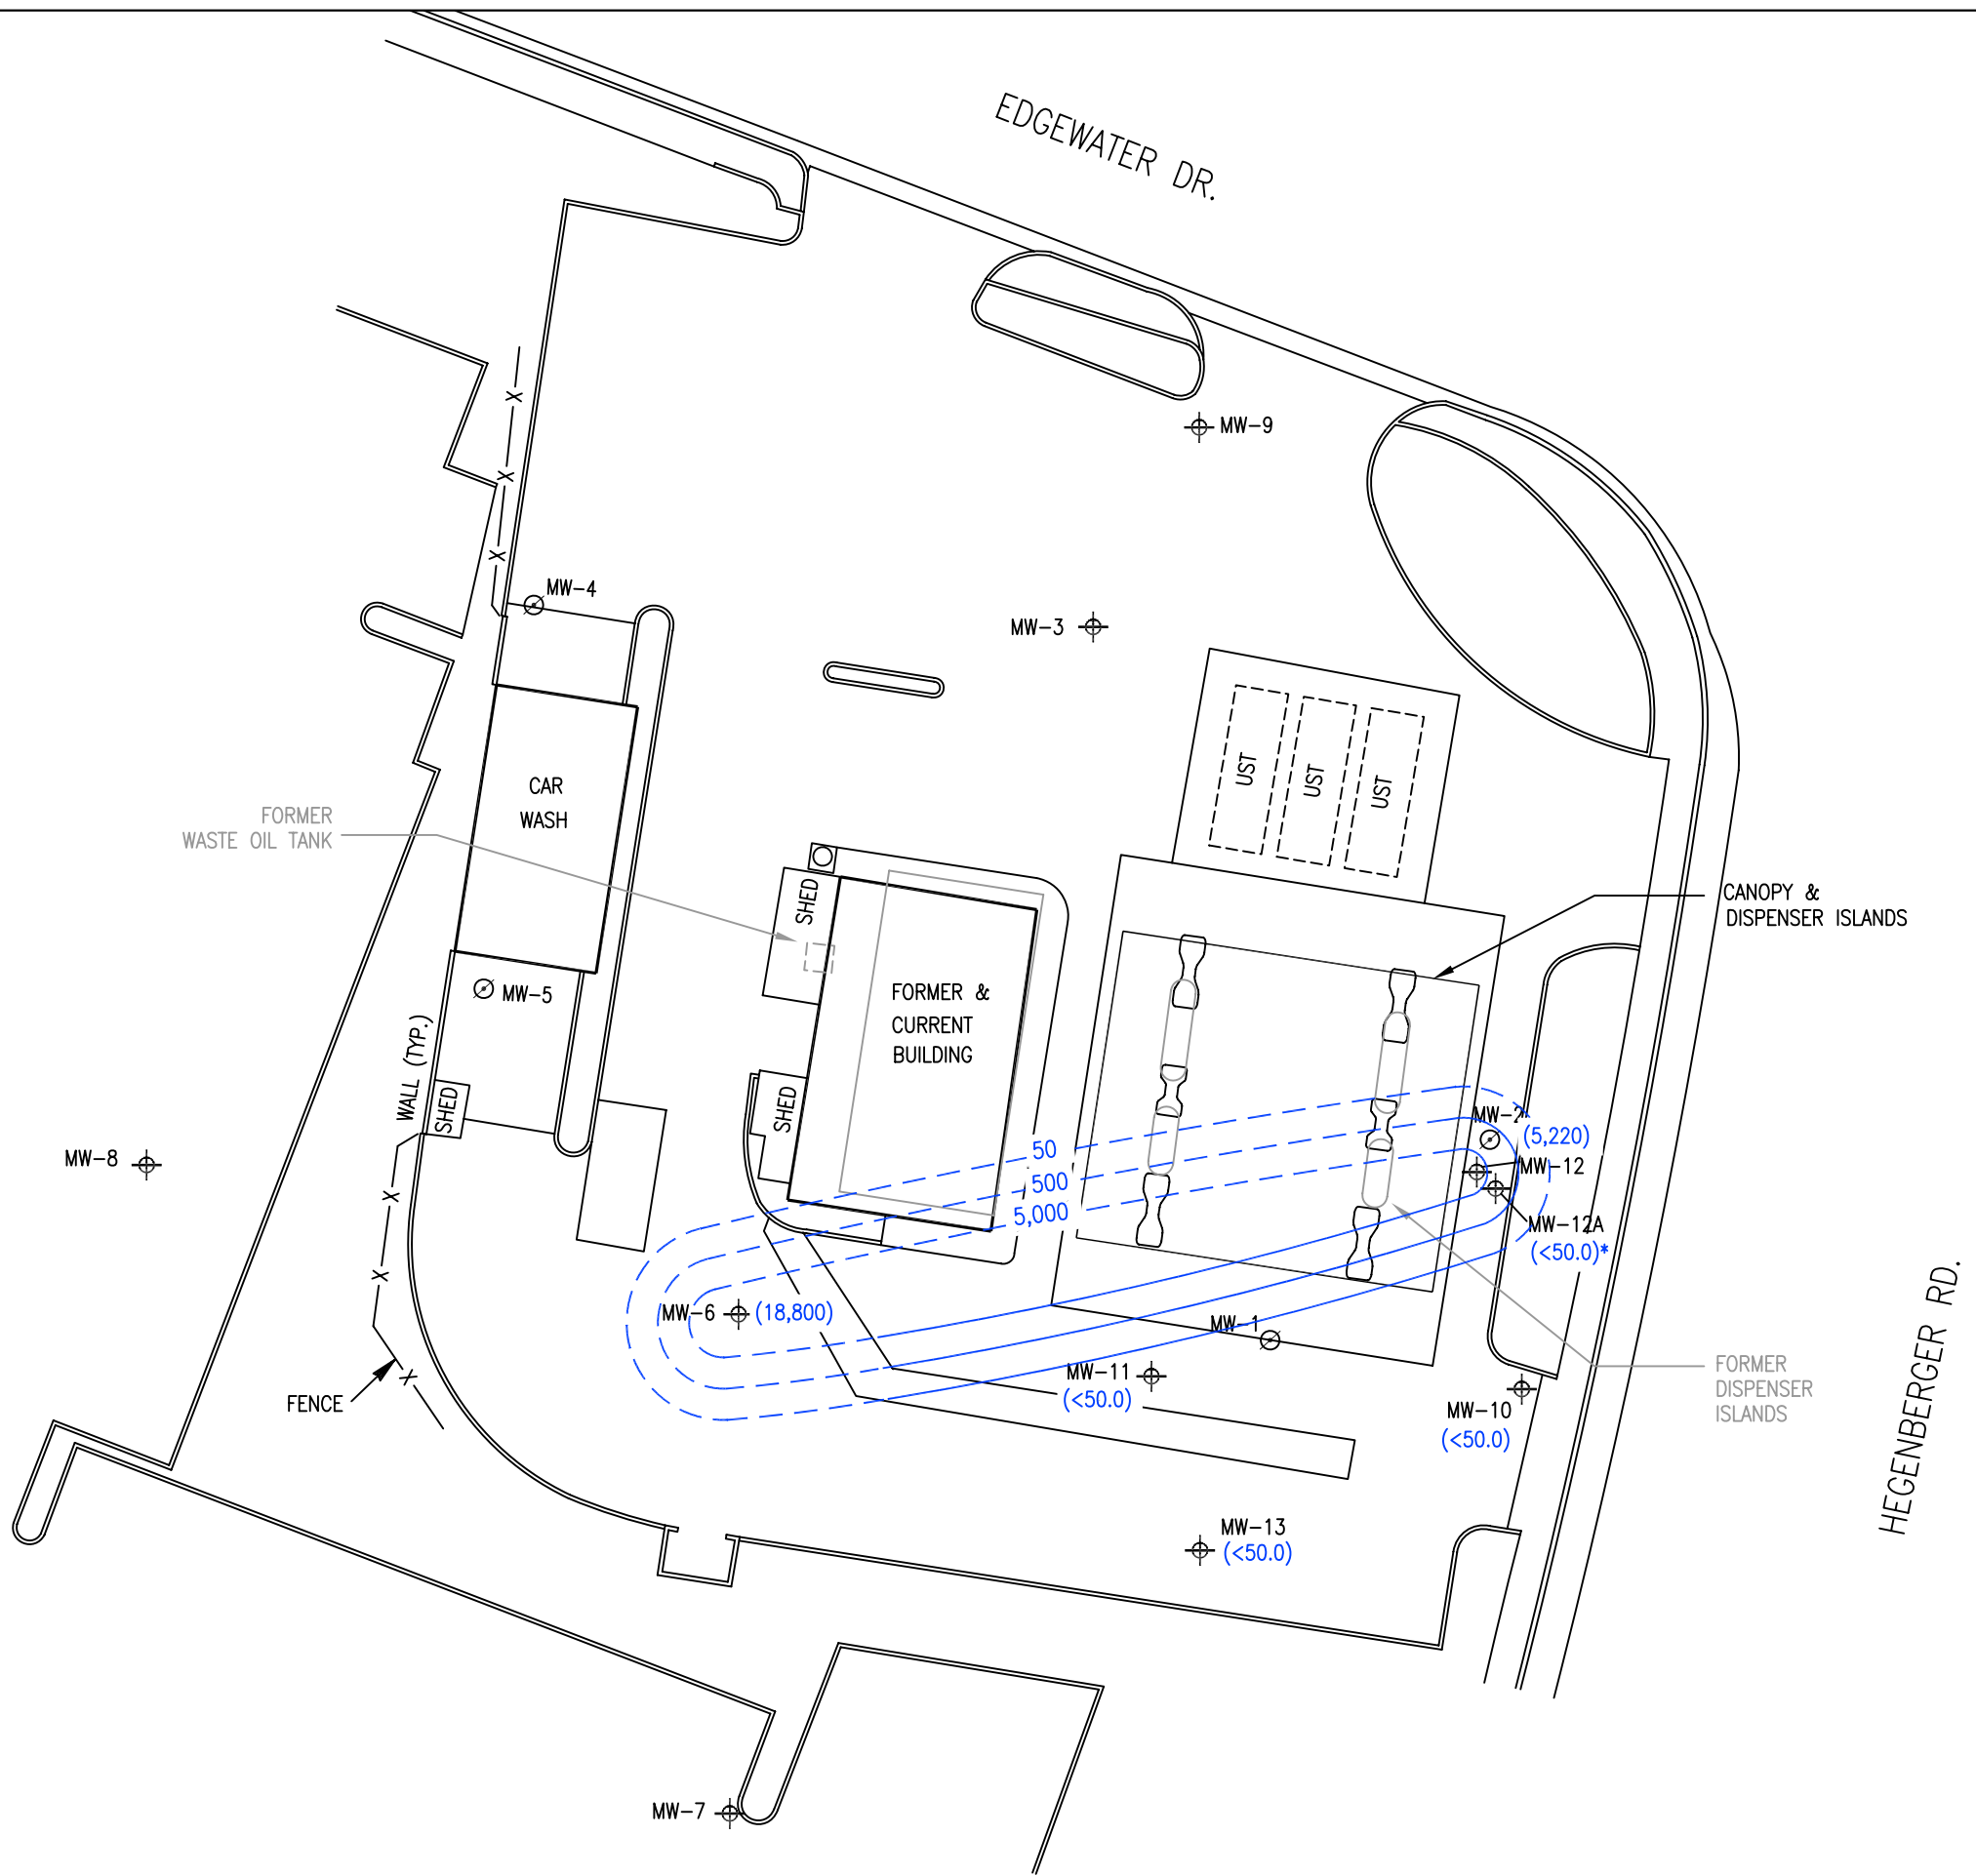 EDGEWATER DR.
MW-9
MW-4
MW-3
UST
UST
UST
CAR
WASH
FORMER
WASTE OIL TANK
SHED
CANOPY &
DISPENSER ISLANDS
MW-5
FORMER &
CURRENT
BUILDING
WALL (TYP.)
SHED
SHED
MW-2
(5,220)
50
500
5,000
MW-8
MW-12
MW-12A
(<50.0)*
MW-6
(18,800)
MW-1
X
X
X
X
X
X
FENCE
MW-11
(<50.0)
MW-10
(<50.0)
FORMER
DISPENSER
ISLANDS
HEGENBERGER RD.
MW-13
(<50.0)
MW-7